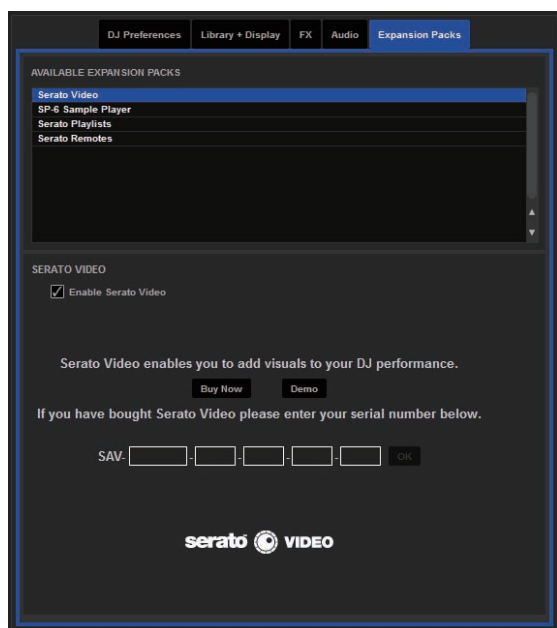 DJ Preferences Library + Display FX Audio Expansion Packs
AVAILABLE EXPANSION PACKS
Serato Video
SP-6 Sample Player
Serato Playlists
Serato Remotes
SERATO VIDEO
Enable Serato Video
Serato Video enables you to add visuals to your DJ performance.
Buy Now Demo
If you have bought Serato Video please enter your serial number below.
SAV- - - - - OK
serato VIDEO